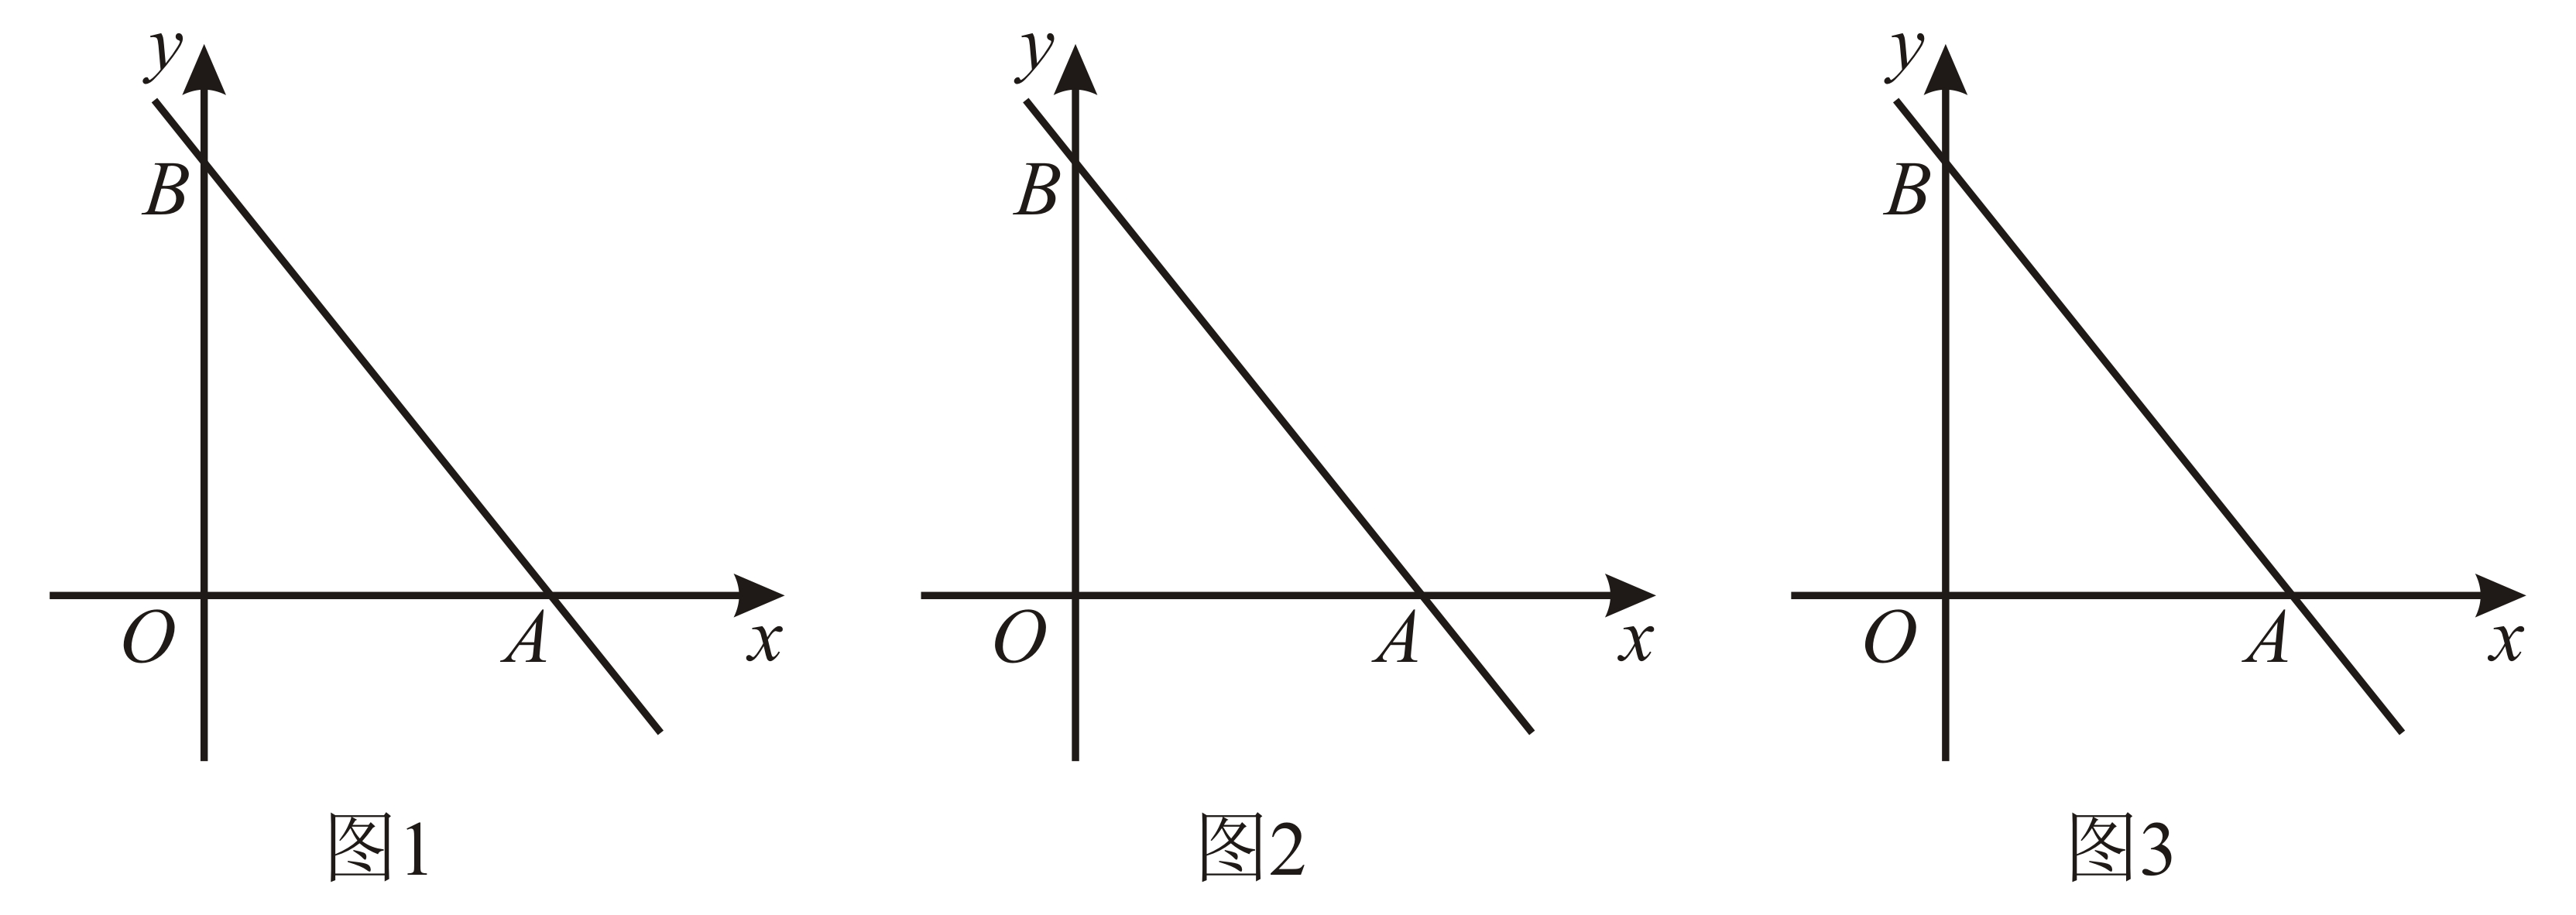 y y y
B B B
O A x O A x O A x
图1 图2 图3